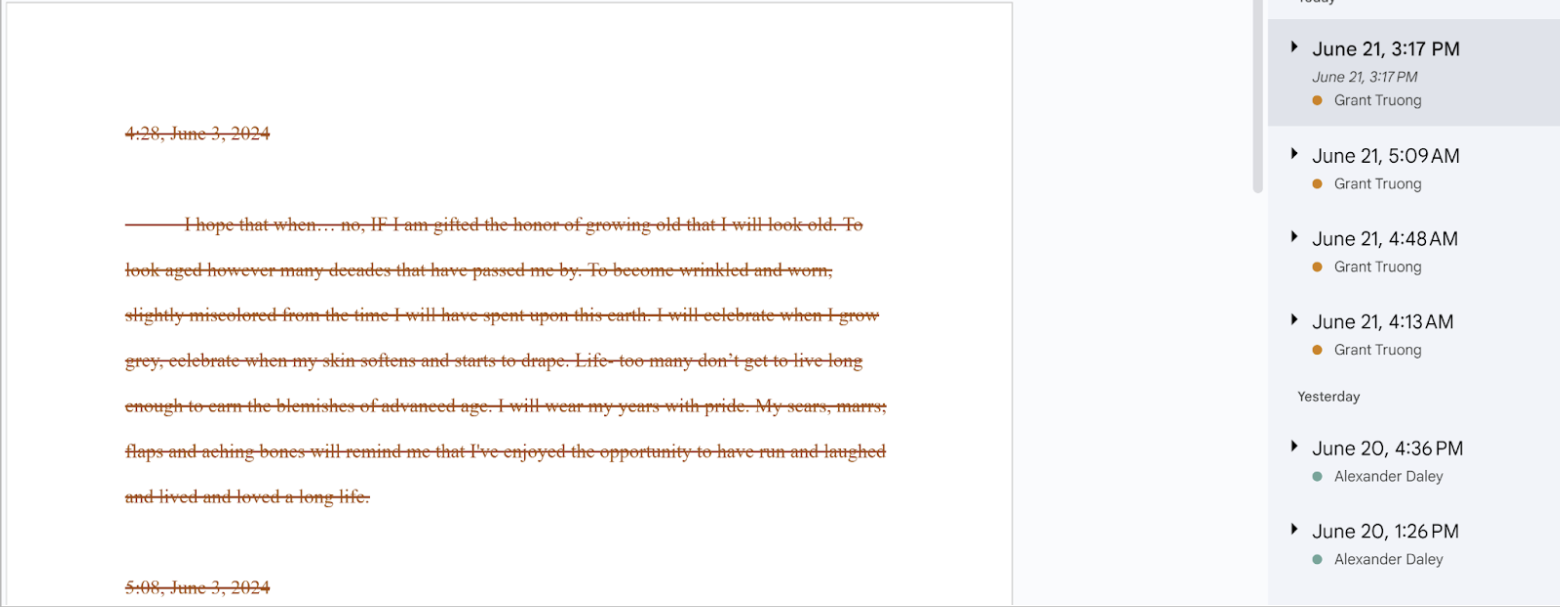 Today
4:28, June 3, 2024
I hope that when… no, IF I am gifted the honor of growing old that I will look old. To
look aged however many decades that have passed me by. To become wrinkled and worn;
slightly miscolored from the time I will have spent upon this earth. I will celebrate when I grow
grey, celebrate when my skin softens and starts to drape. Life- too many don’t get to live long
enough to earn the blemishes of advanced age. I will wear my years with pride. My scars, marrs;
flaps and aching bones will remind me that I've enjoyed the opportunity to have run and laughed
and lived and loved a long life.
5:08, June 3, 2024
June 21, 3:17 PM
June 21, 3:17 PM
Grant Truong
June 21, 5:09 AM
Grant Truong
June 21, 4:48 AM
Grant Truong
June 21, 4:13 AM
Grant Truong
Yesterday
June 20, 4:36 PM
Alexander Daley
June 20, 1:26 PM
Alexander Daley